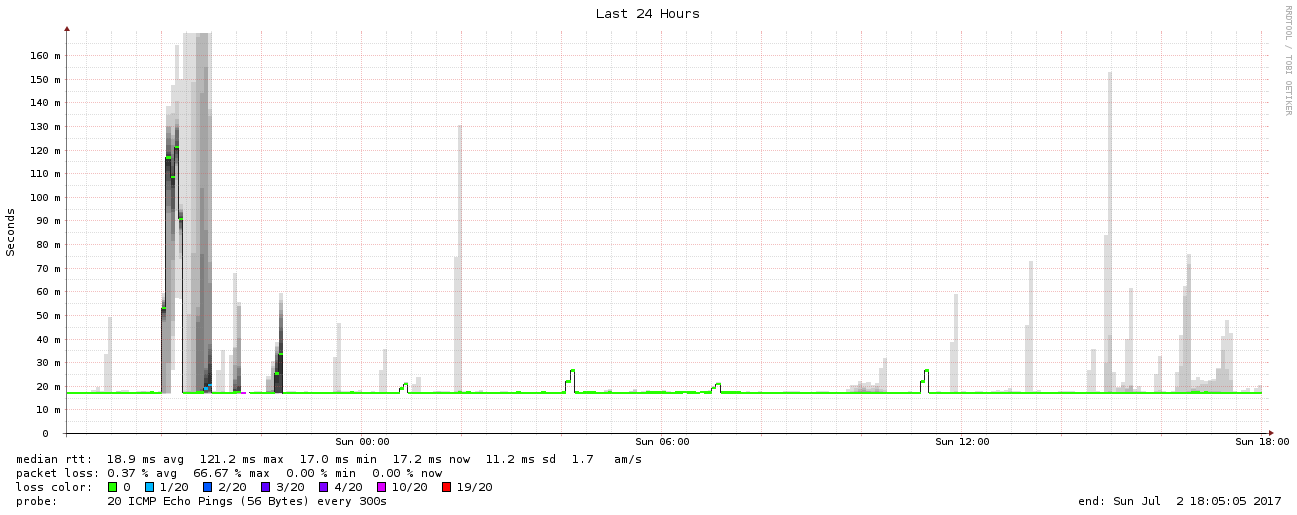 Last 24 Hours
RRDTOOL / TOBI OETIKER
Seconds
160 m
150 m
140 m
130 m
120 m
110 m
100 m
90 m
80 m
70 m
60 m
50 m
40 m
30 m
20 m
10 m
0
Sun 00:00 Sun 06:00 Sun 12:00 Sun 18:00
median rtt: 18.9 ms avg 121.2 ms max 17.0 ms min 17.2 ms now 11.2 ms sd 1.7 am/s
packet loss: 0.37 % avg 66.67 % max 0.00 % min 0.00 % now
loss color: 0 1/20 2/20 3/20 4/20 10/20 19/20
probe: 20 ICMP Echo Pings (56 Bytes) every 300s end: Sun Jul 2 18:05:05 2017